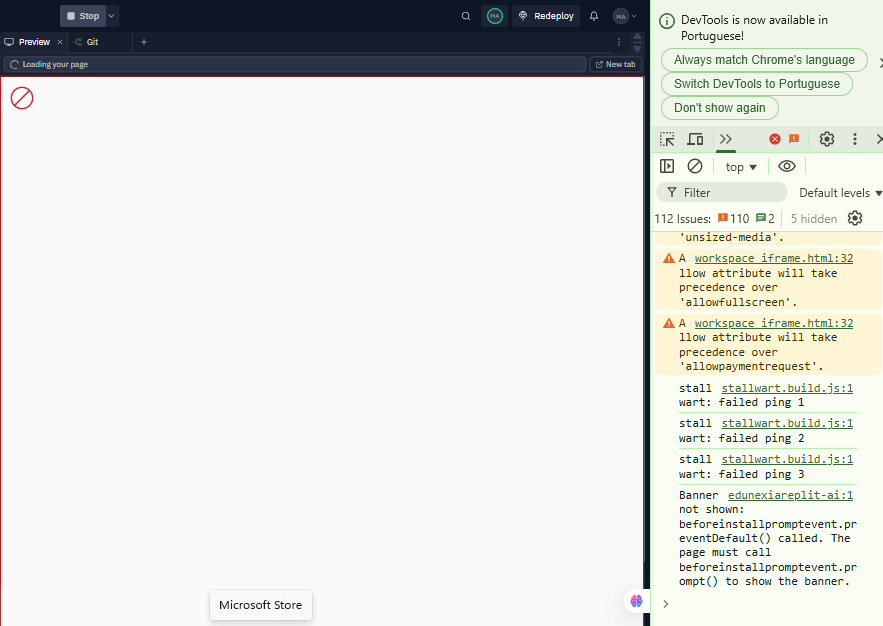 Stop
MA
Redeploy
MA
Preview
Git
Loading your page
New tab
Microsoft Store
DevTools is now available in
Portuguese!
Always match Chrome's language
Switch DevTools to Portuguese
Don't show again
top
Filter
Default levels
112 Issues: 110 2 5 hidden
'unsized-media'.
A workspace_iframe.html:32
llow attribute will take
precedence over
'allowfullscreen'.
A workspace_iframe.html:32
llow attribute will take
precedence over
'allowpaymentrequest'.
stall stallwart.build.js:1
wart: failed ping 1
stall stallwart.build.js:1
wart: failed ping 2
stall stallwart.build.js:1
wart: failed ping 3
Banner edunexiareplit-ai:1
not shown:
beforeinstallpromptevent.pr
eventDefault() called. The
page must call
beforeinstallpromptevent.pr
ompt() to show the banner.